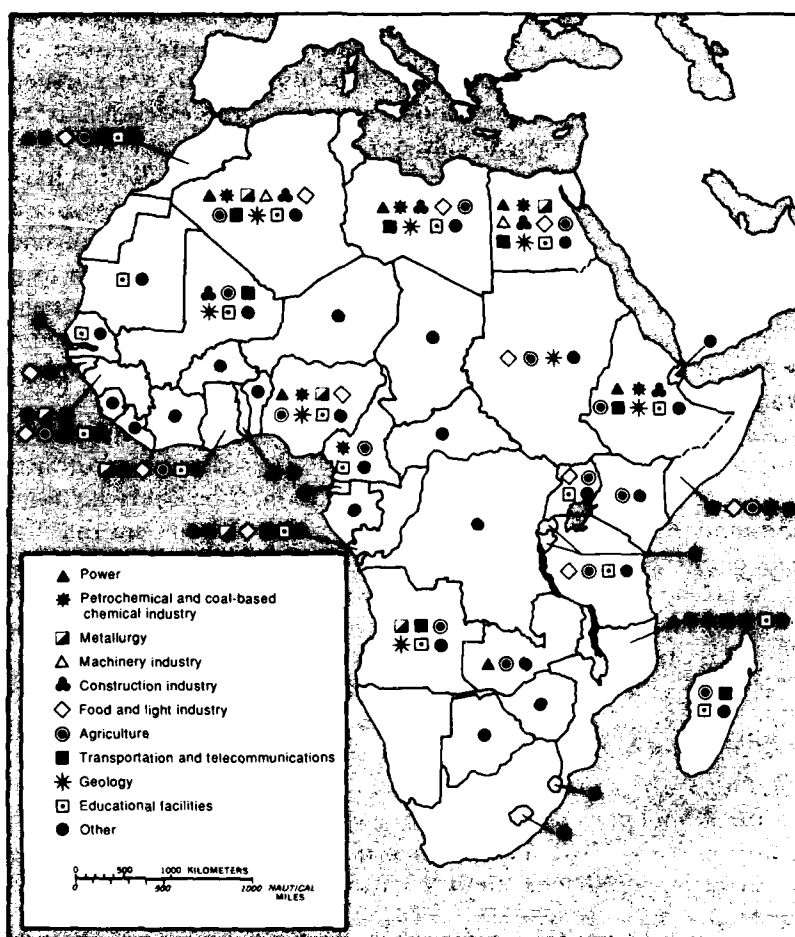 Power
Petrochemical and coal-based
chemical industry
Metallurgy
Machinery industry
Construction industry
Food and light industry
Agriculture
Transportation and telecommunications
Geology
Educational facilities
Other
0 500 1000 KILOMETERS
0 500 1000 NAUTICAL
MILES